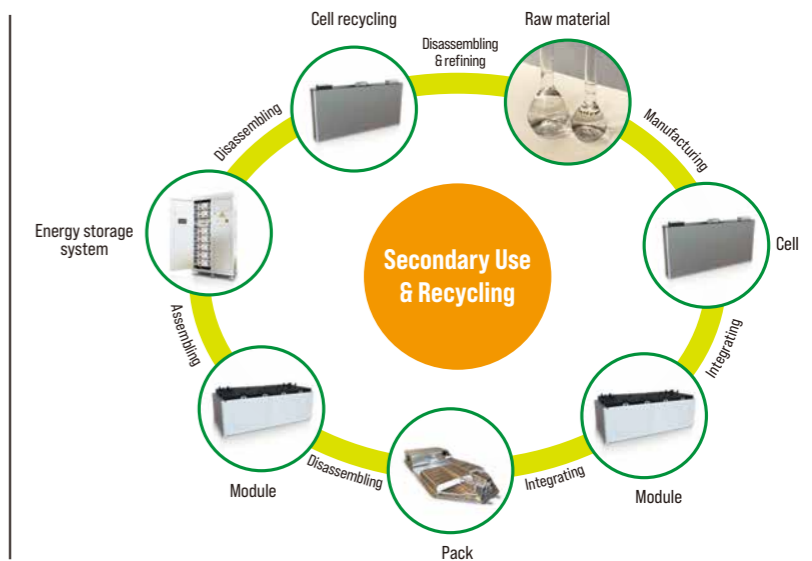 Cell recycling
Disassembling
& refining
Raw material
Manufacturing
Cell
Integrating
Module
Integrating
Pack
Disassembling
Module
Assembling
Energy storage
system
Disassembling
Secondary Use
& Recycling